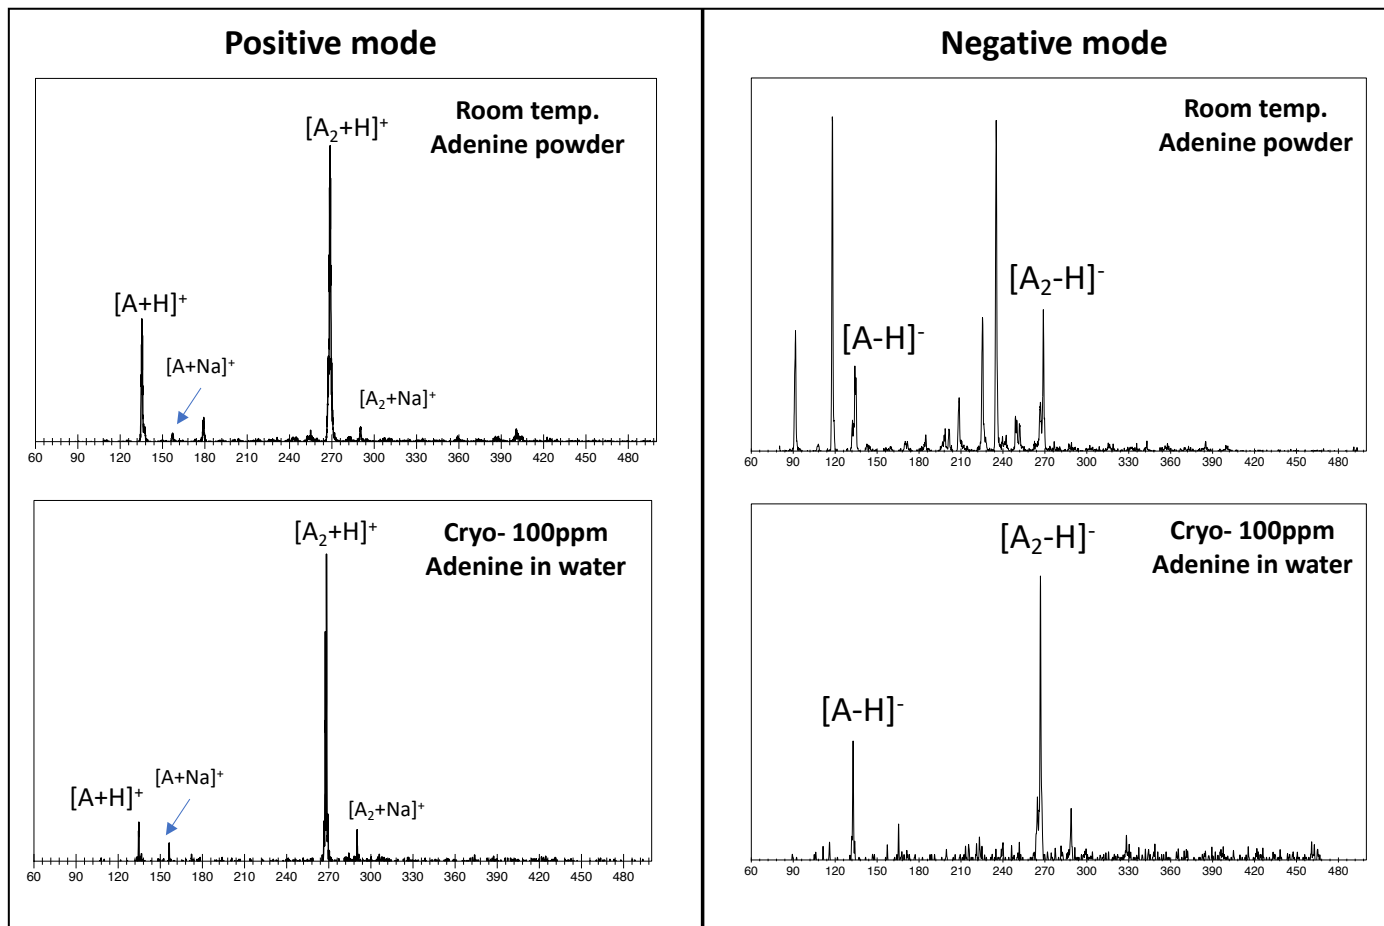 Positive mode
Room temp.
Adenine powder
[A₂+H]⁺
[A+H]⁺
[A+Na]⁺
[A₂+Na]⁺
60 90 120 150 180 210 240 270 300 330 360 390 420 450 480
Cryo- 100ppm
Adenine in water
[A₂+H]⁺
[A+H]⁺
[A+Na]⁺
[A₂+Na]⁺
60 90 120 150 180 210 240 270 300 330 360 390 420 450 480
Negative mode
Room temp.
Adenine powder
[A₂-H]⁻
[A-H]⁻
60 90 120 150 180 210 240 270 300 330 360 390 420 450 480
Cryo- 100ppm
Adenine in water
[A₂-H]⁻
[A-H]⁻
60 90 120 150 180 210 240 270 300 330 360 390 420 450 480